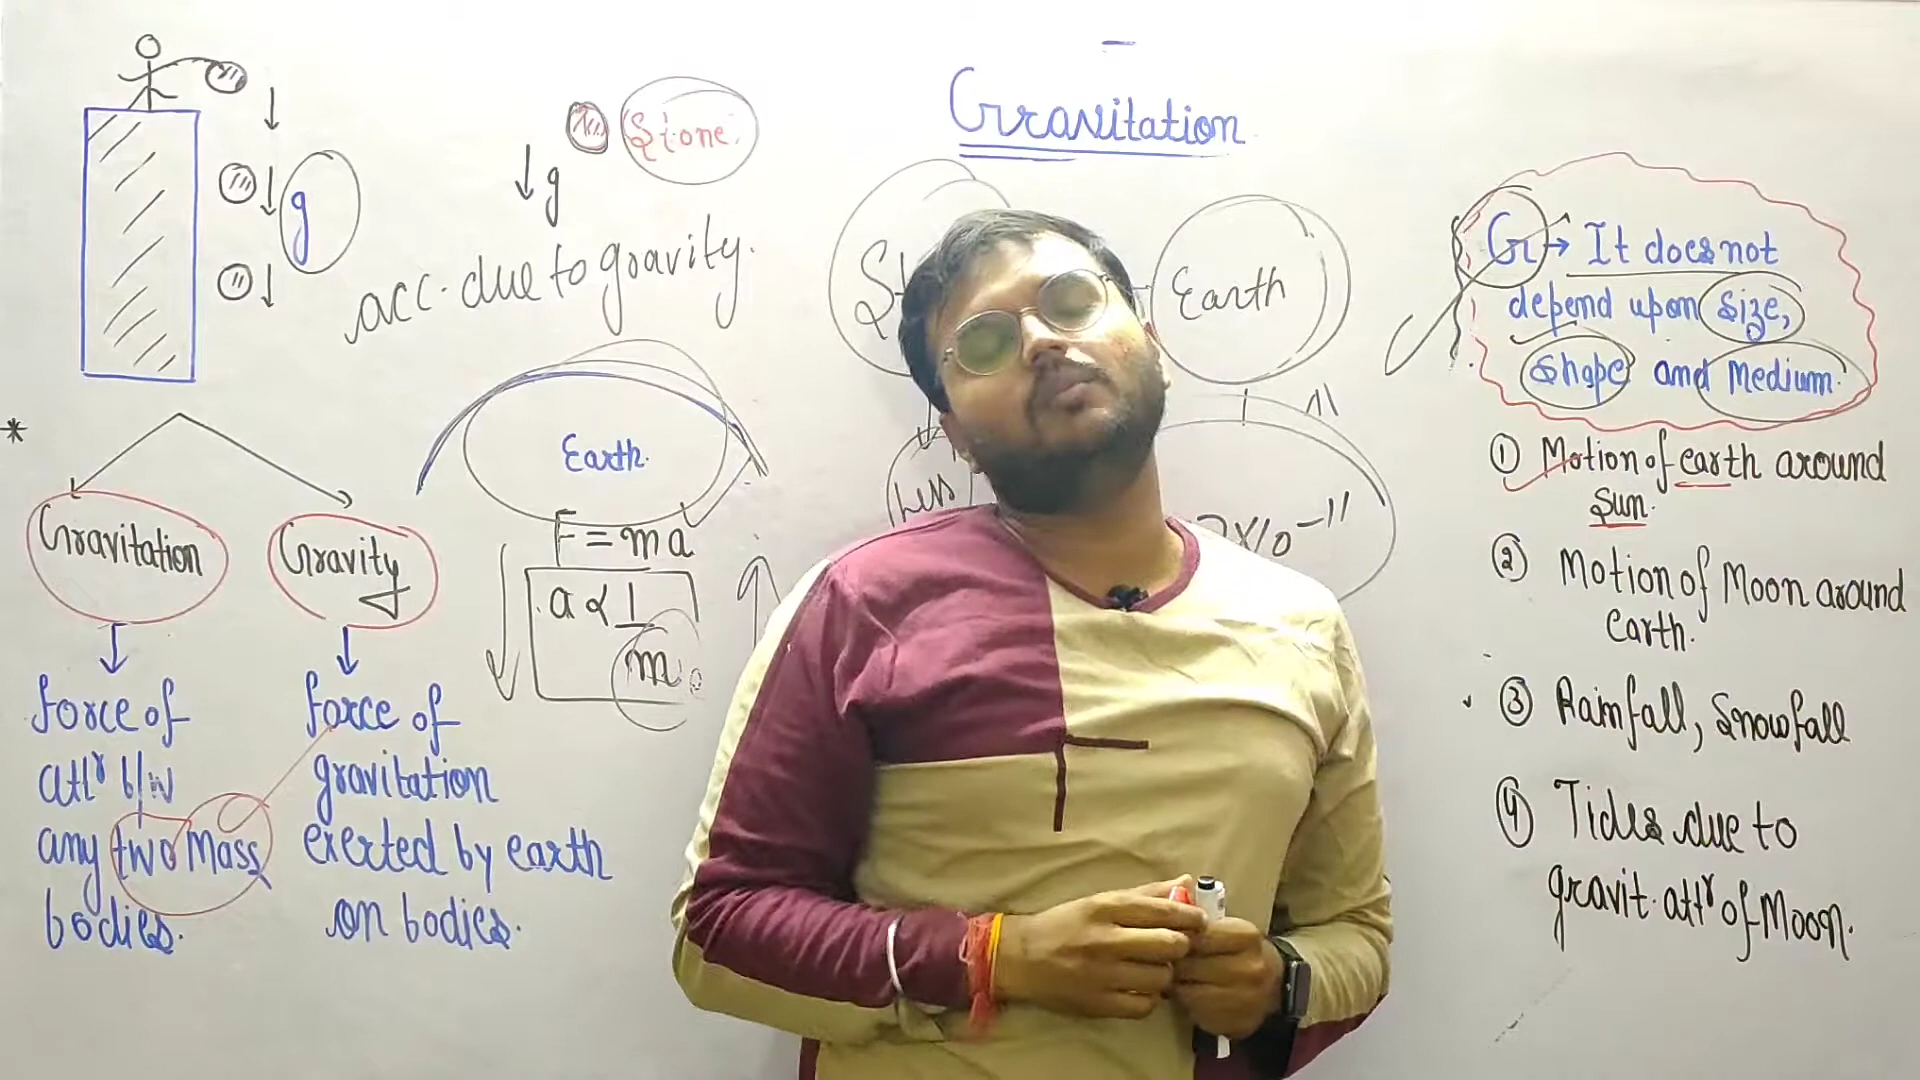 Gravitation
g
Stone
g
acc. due to gravity.
Earth
Earth
F = ma
a ∝ 1
m
Less
x10⁻¹¹
Gravitation
Force of
attʳ b/w
any two Mass
bodies.
Gravity
force of
gravitation
exerted by earth
on bodies.
G → It does not
depend upon size,
shape and Medium.
① Motion of earth around
Sun.
② Motion of Moon around
earth.
③ Rainfall, Snowfall
④ Tides due to
gravit. attʳ of Moon.